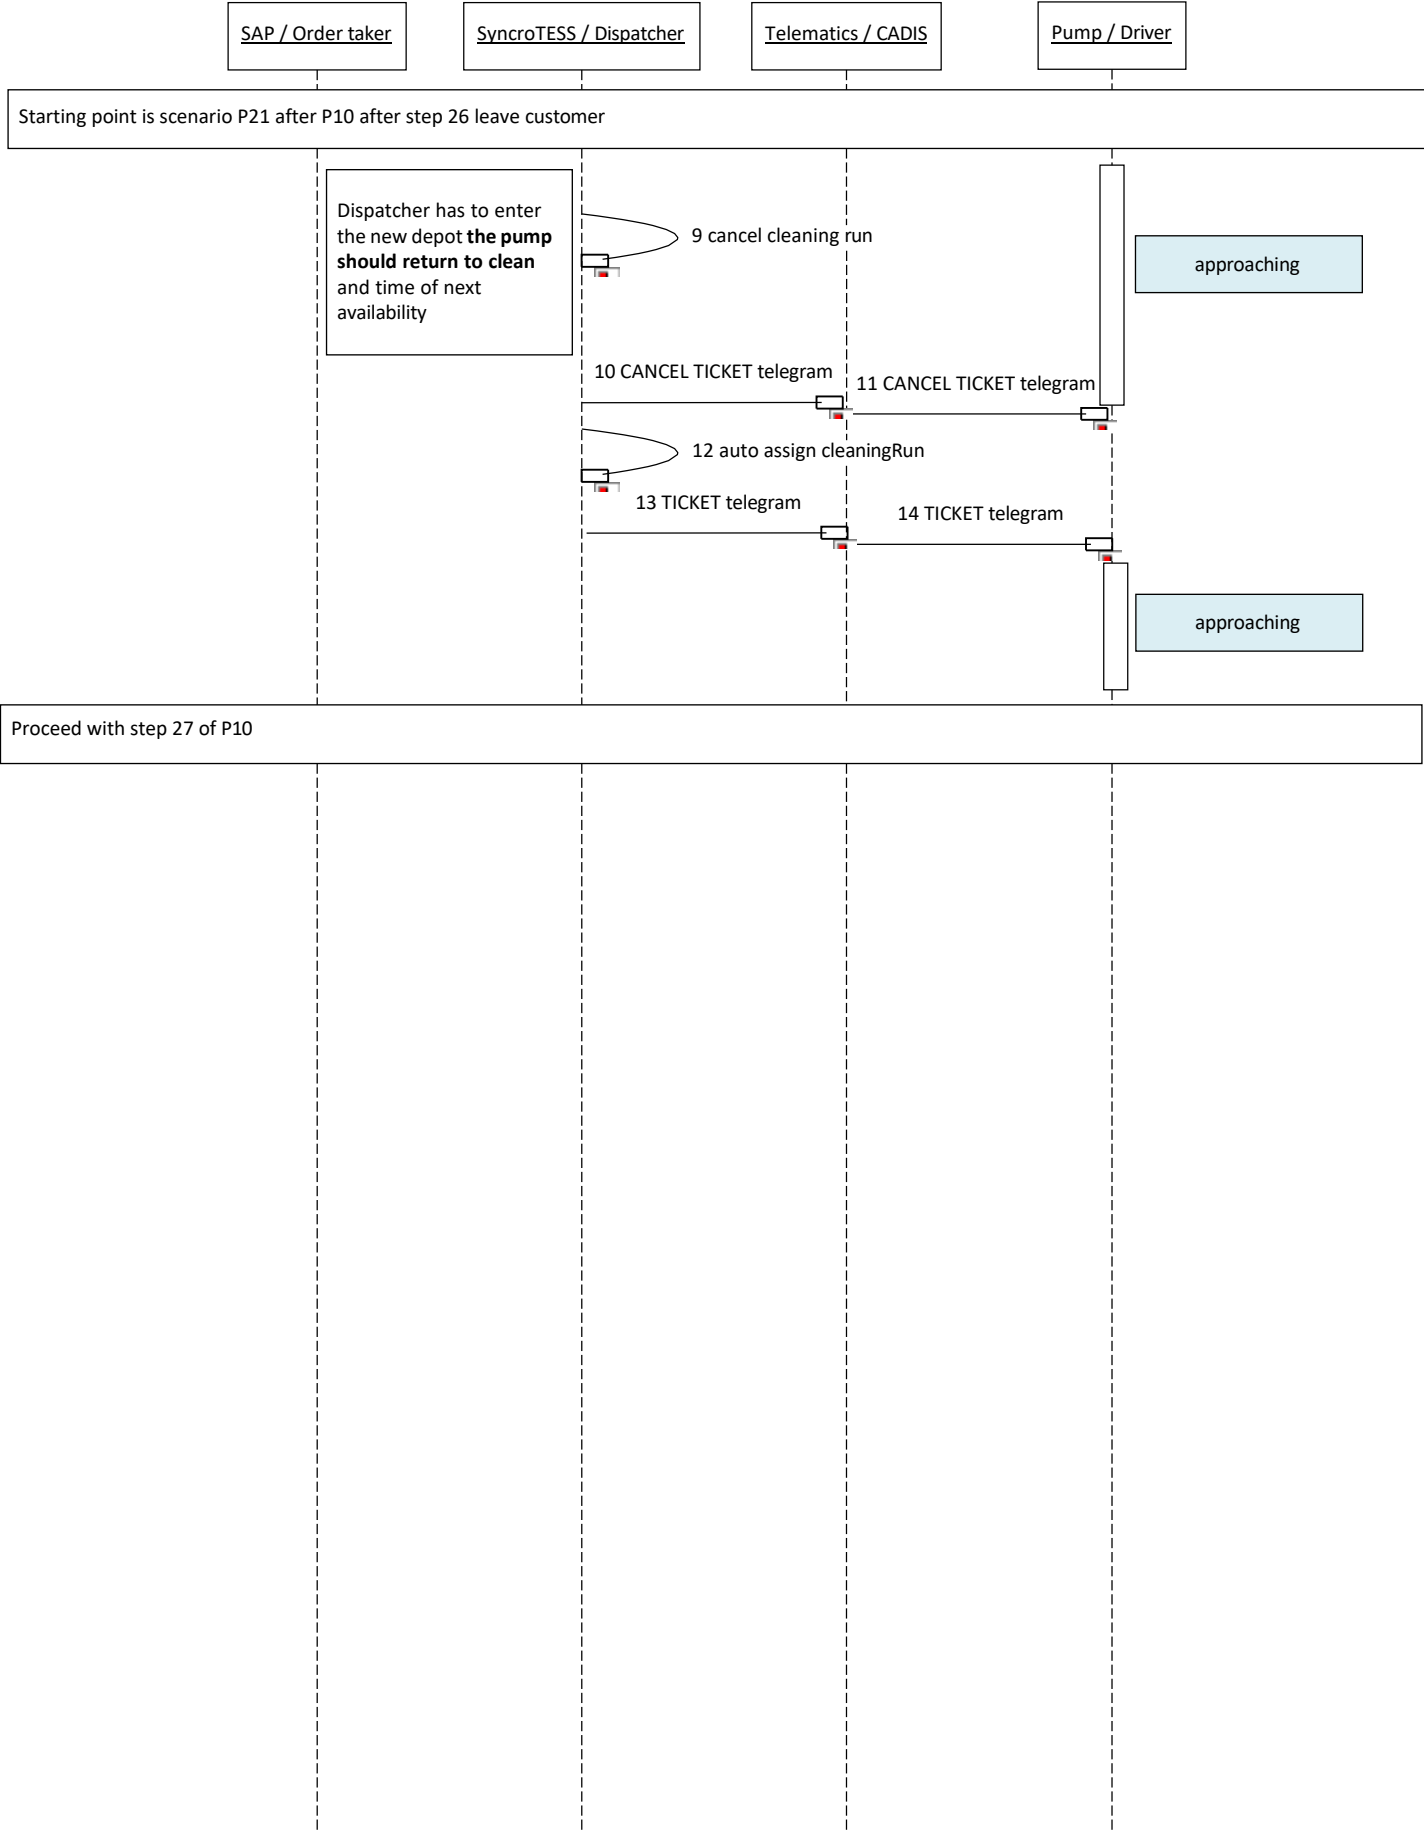 SAP / Order taker
SyncroTESS / Dispatcher
Telematics / CADIS
Pump / Driver
Starting point is scenario P21 after P10 after step 26 leave customer
Dispatcher has to enter
the new depot the pump
should return to clean
and time of next
availability
9 cancel cleaning run
approaching
10 CANCEL TICKET telegram
11 CANCEL TICKET telegram
12 auto assign cleaningRun
13 TICKET telegram
14 TICKET telegram
approaching
Proceed with step 27 of P10